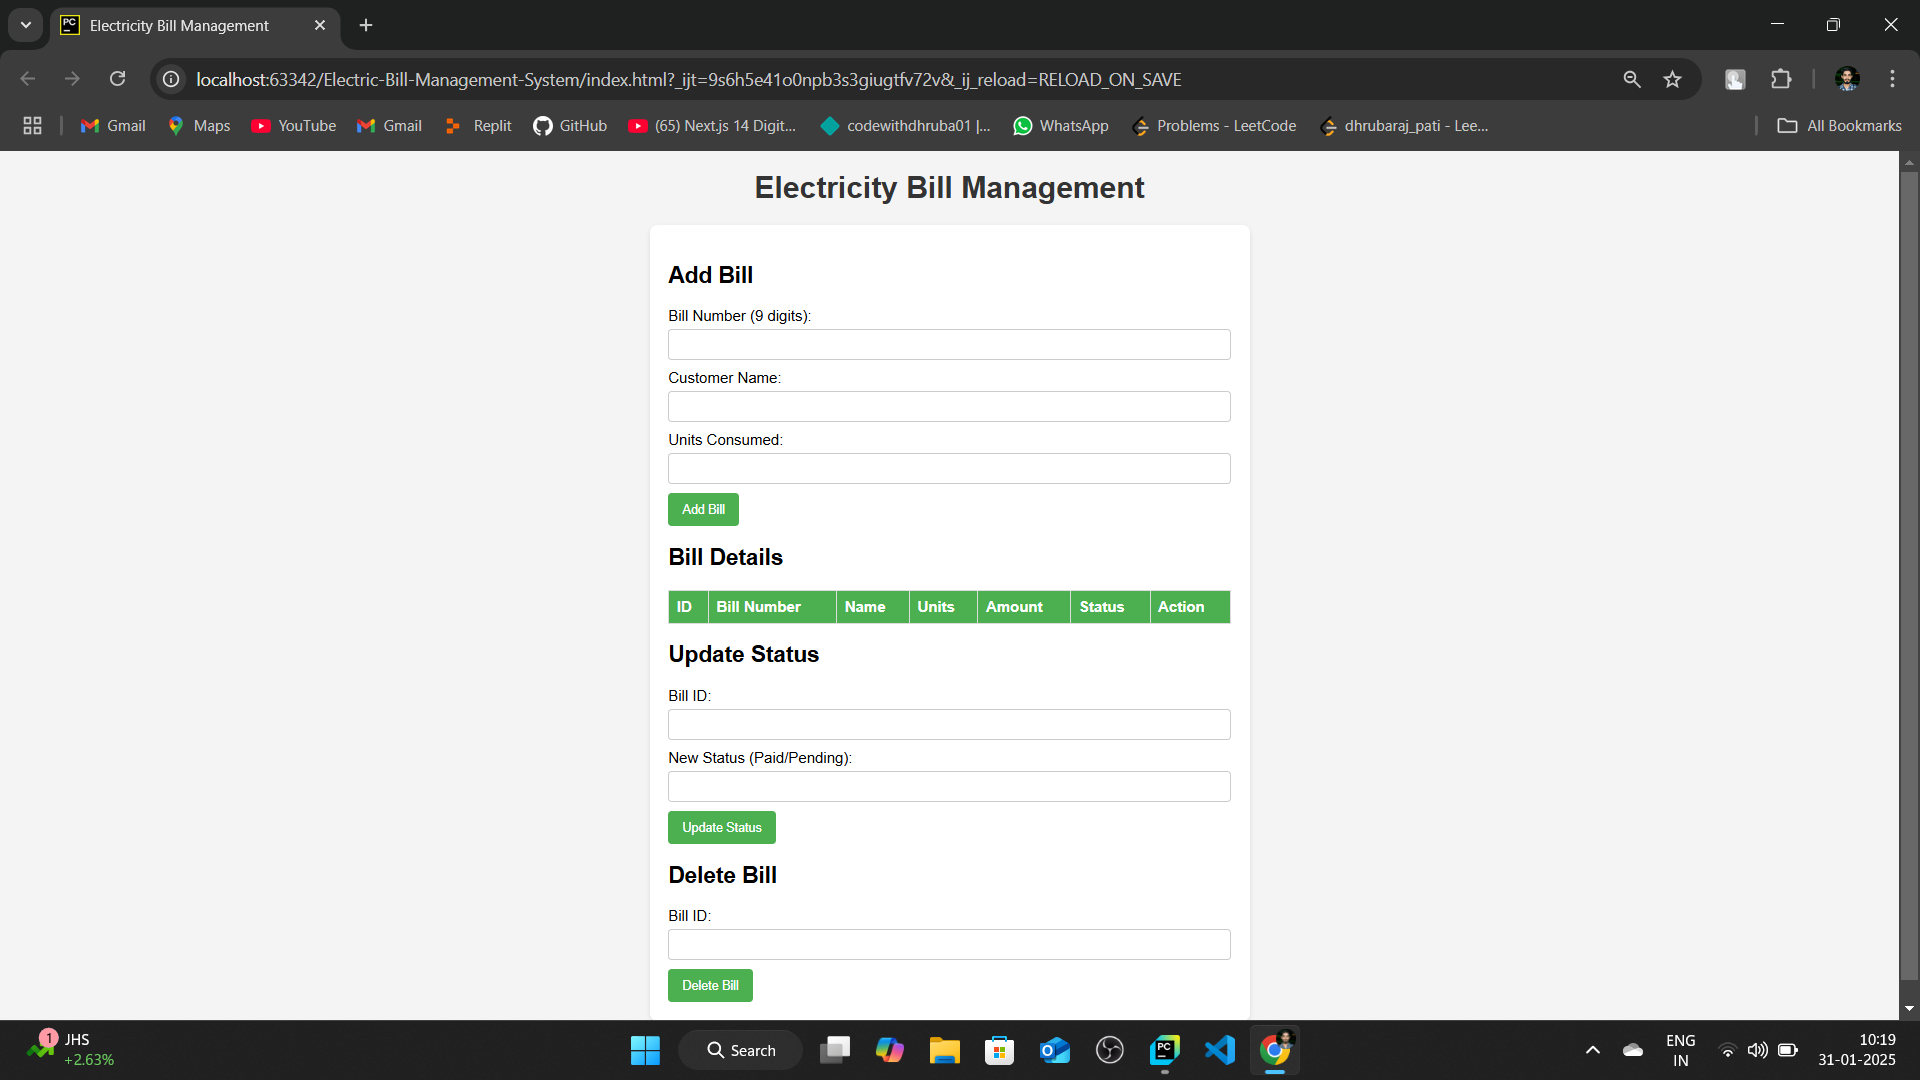 PC
Electricity Bill Management
localhost:63342/Electric-Bill-Management-System/index.html?_ijt=9s6h5e41o0npb3s3giugtfv72v&_ij_reload=RELOAD_ON_SAVE
Gmail
Maps
YouTube
Gmail
Replit
GitHub
(65) Next.js 14 Digit...
codewithdhruba01 |...
WhatsApp
Problems - LeetCode
dhrubaraj_pati - Lee...
All Bookmarks
Electricity Bill Management
Add Bill
Bill Number (9 digits):
Customer Name:
Units Consumed:
Add Bill
Bill Details
ID Bill Number Name Units Amount Status Action
Update Status
Bill ID:
New Status (Paid/Pending):
Update Status
Delete Bill
Bill ID:
Delete Bill
1
JHS
+2.63%
Search
PC
ENG
IN
10:19
31-01-2025